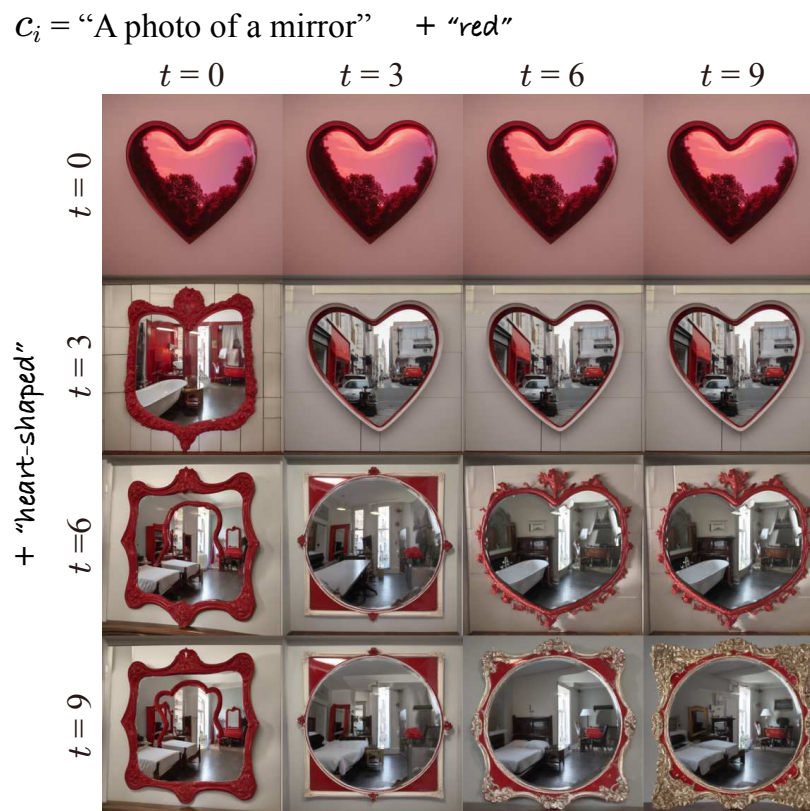 c_i = “A photo of a mirror” + “red”
t = 0 t = 3 t = 6 t = 9
+ “heart-shaped”
t = 0
t = 3
t =6
t = 9